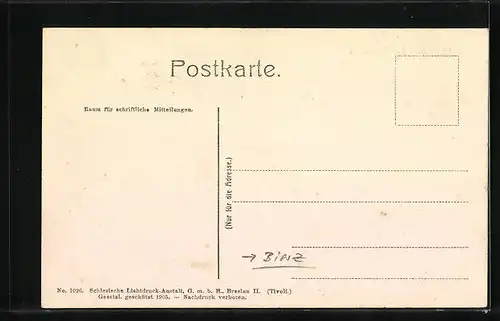 Postkarte.
Raum für schriftliche Mitteilungen.
(Nur für die Adresse.)
→ Binz
No. 1026. Schlesische Lichtdruck-Anstalt, G. m. b. H., Breslau II. (Tivoli.)
Gesetzl. geschützt 1905. — Nachdruck verboten.